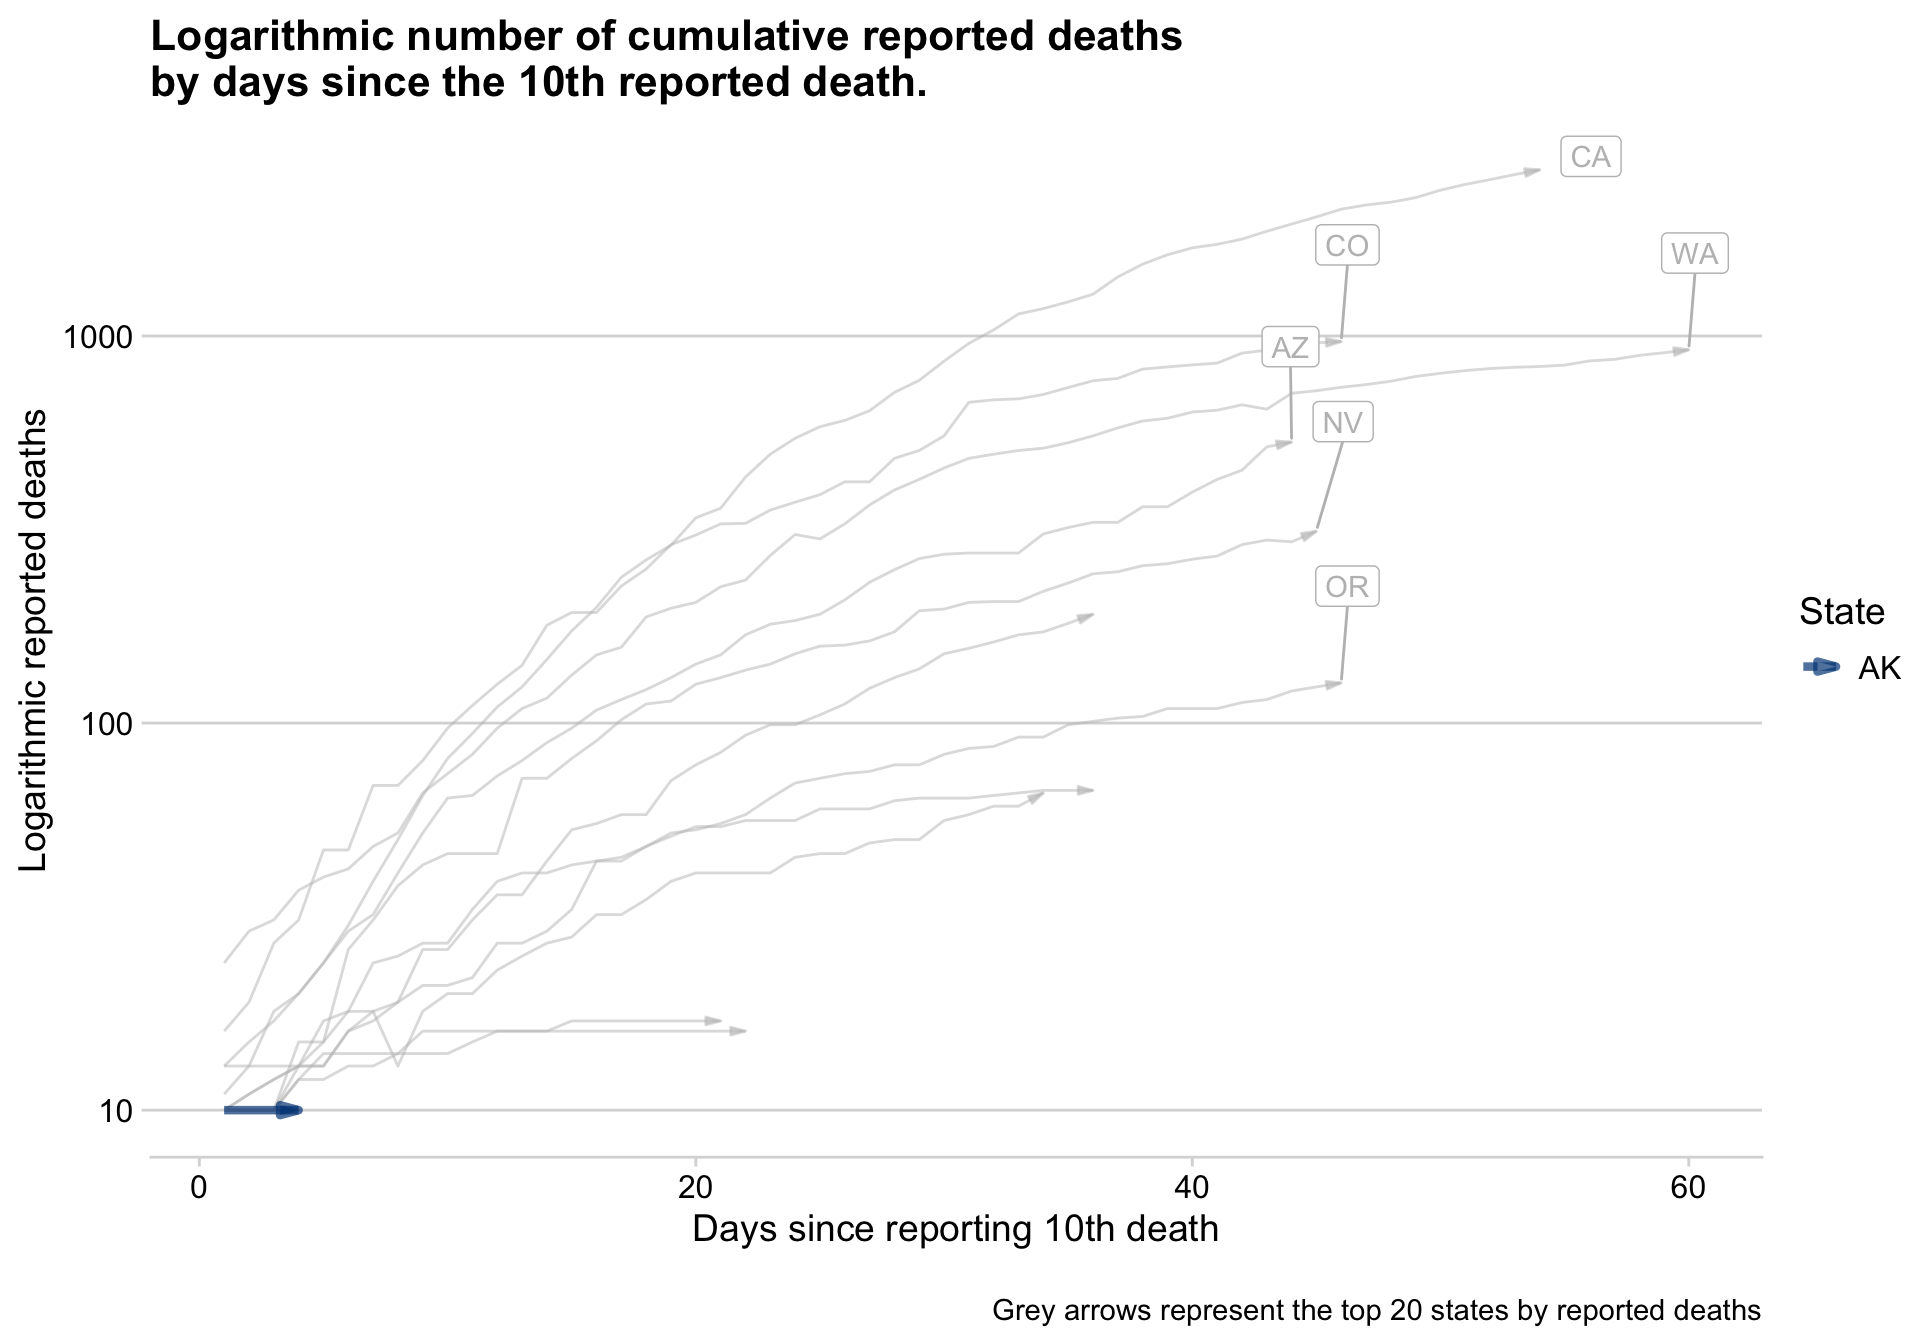 Logarithmic number of cumulative reported deaths
by days since the 10th reported death.
CA
CO
WA
1000
AZ
NV
OR
Logarithmic reported deaths
State
AK
100
10
0 20 40 60
Days since reporting 10th death
Grey arrows represent the top 20 states by reported deaths